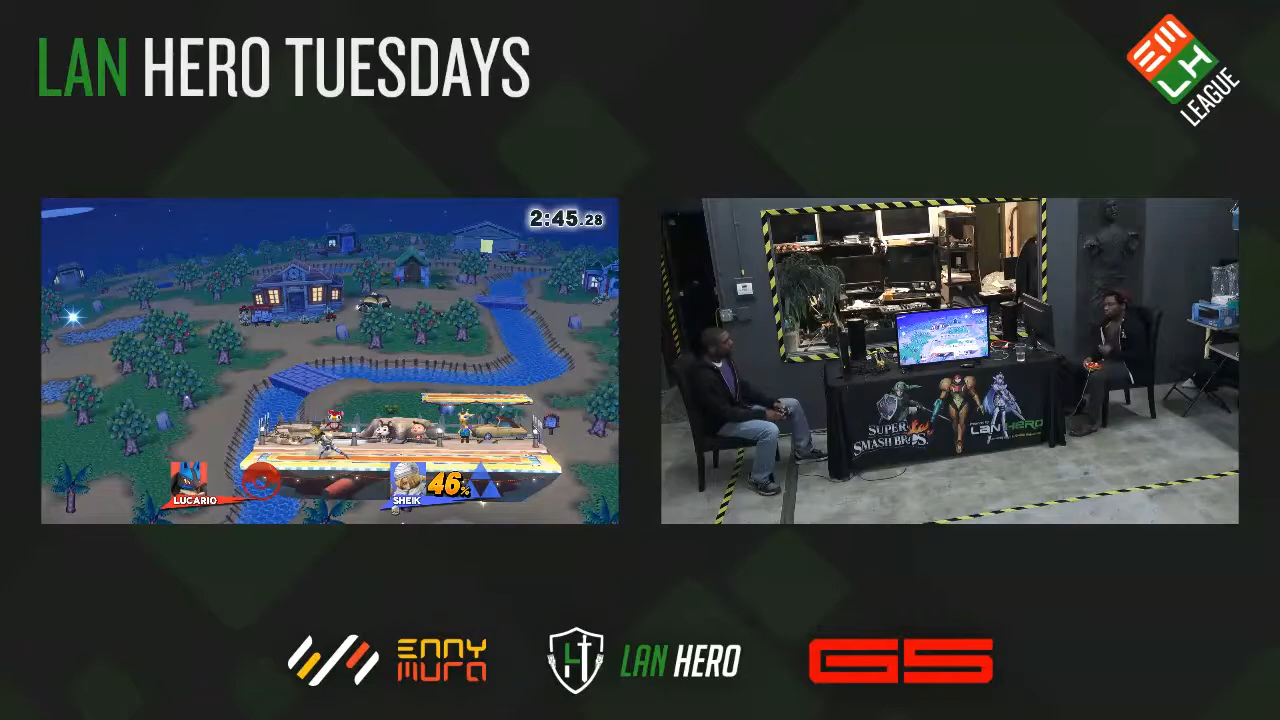 LAN HERO TUESDAYS
EMLH
LEAGUE
2:45.28
LUCARIO
SHEIK
46%
SUPER
SMASH BROS
LAN HERO
ENNY
MURA
LAN HERO
GS